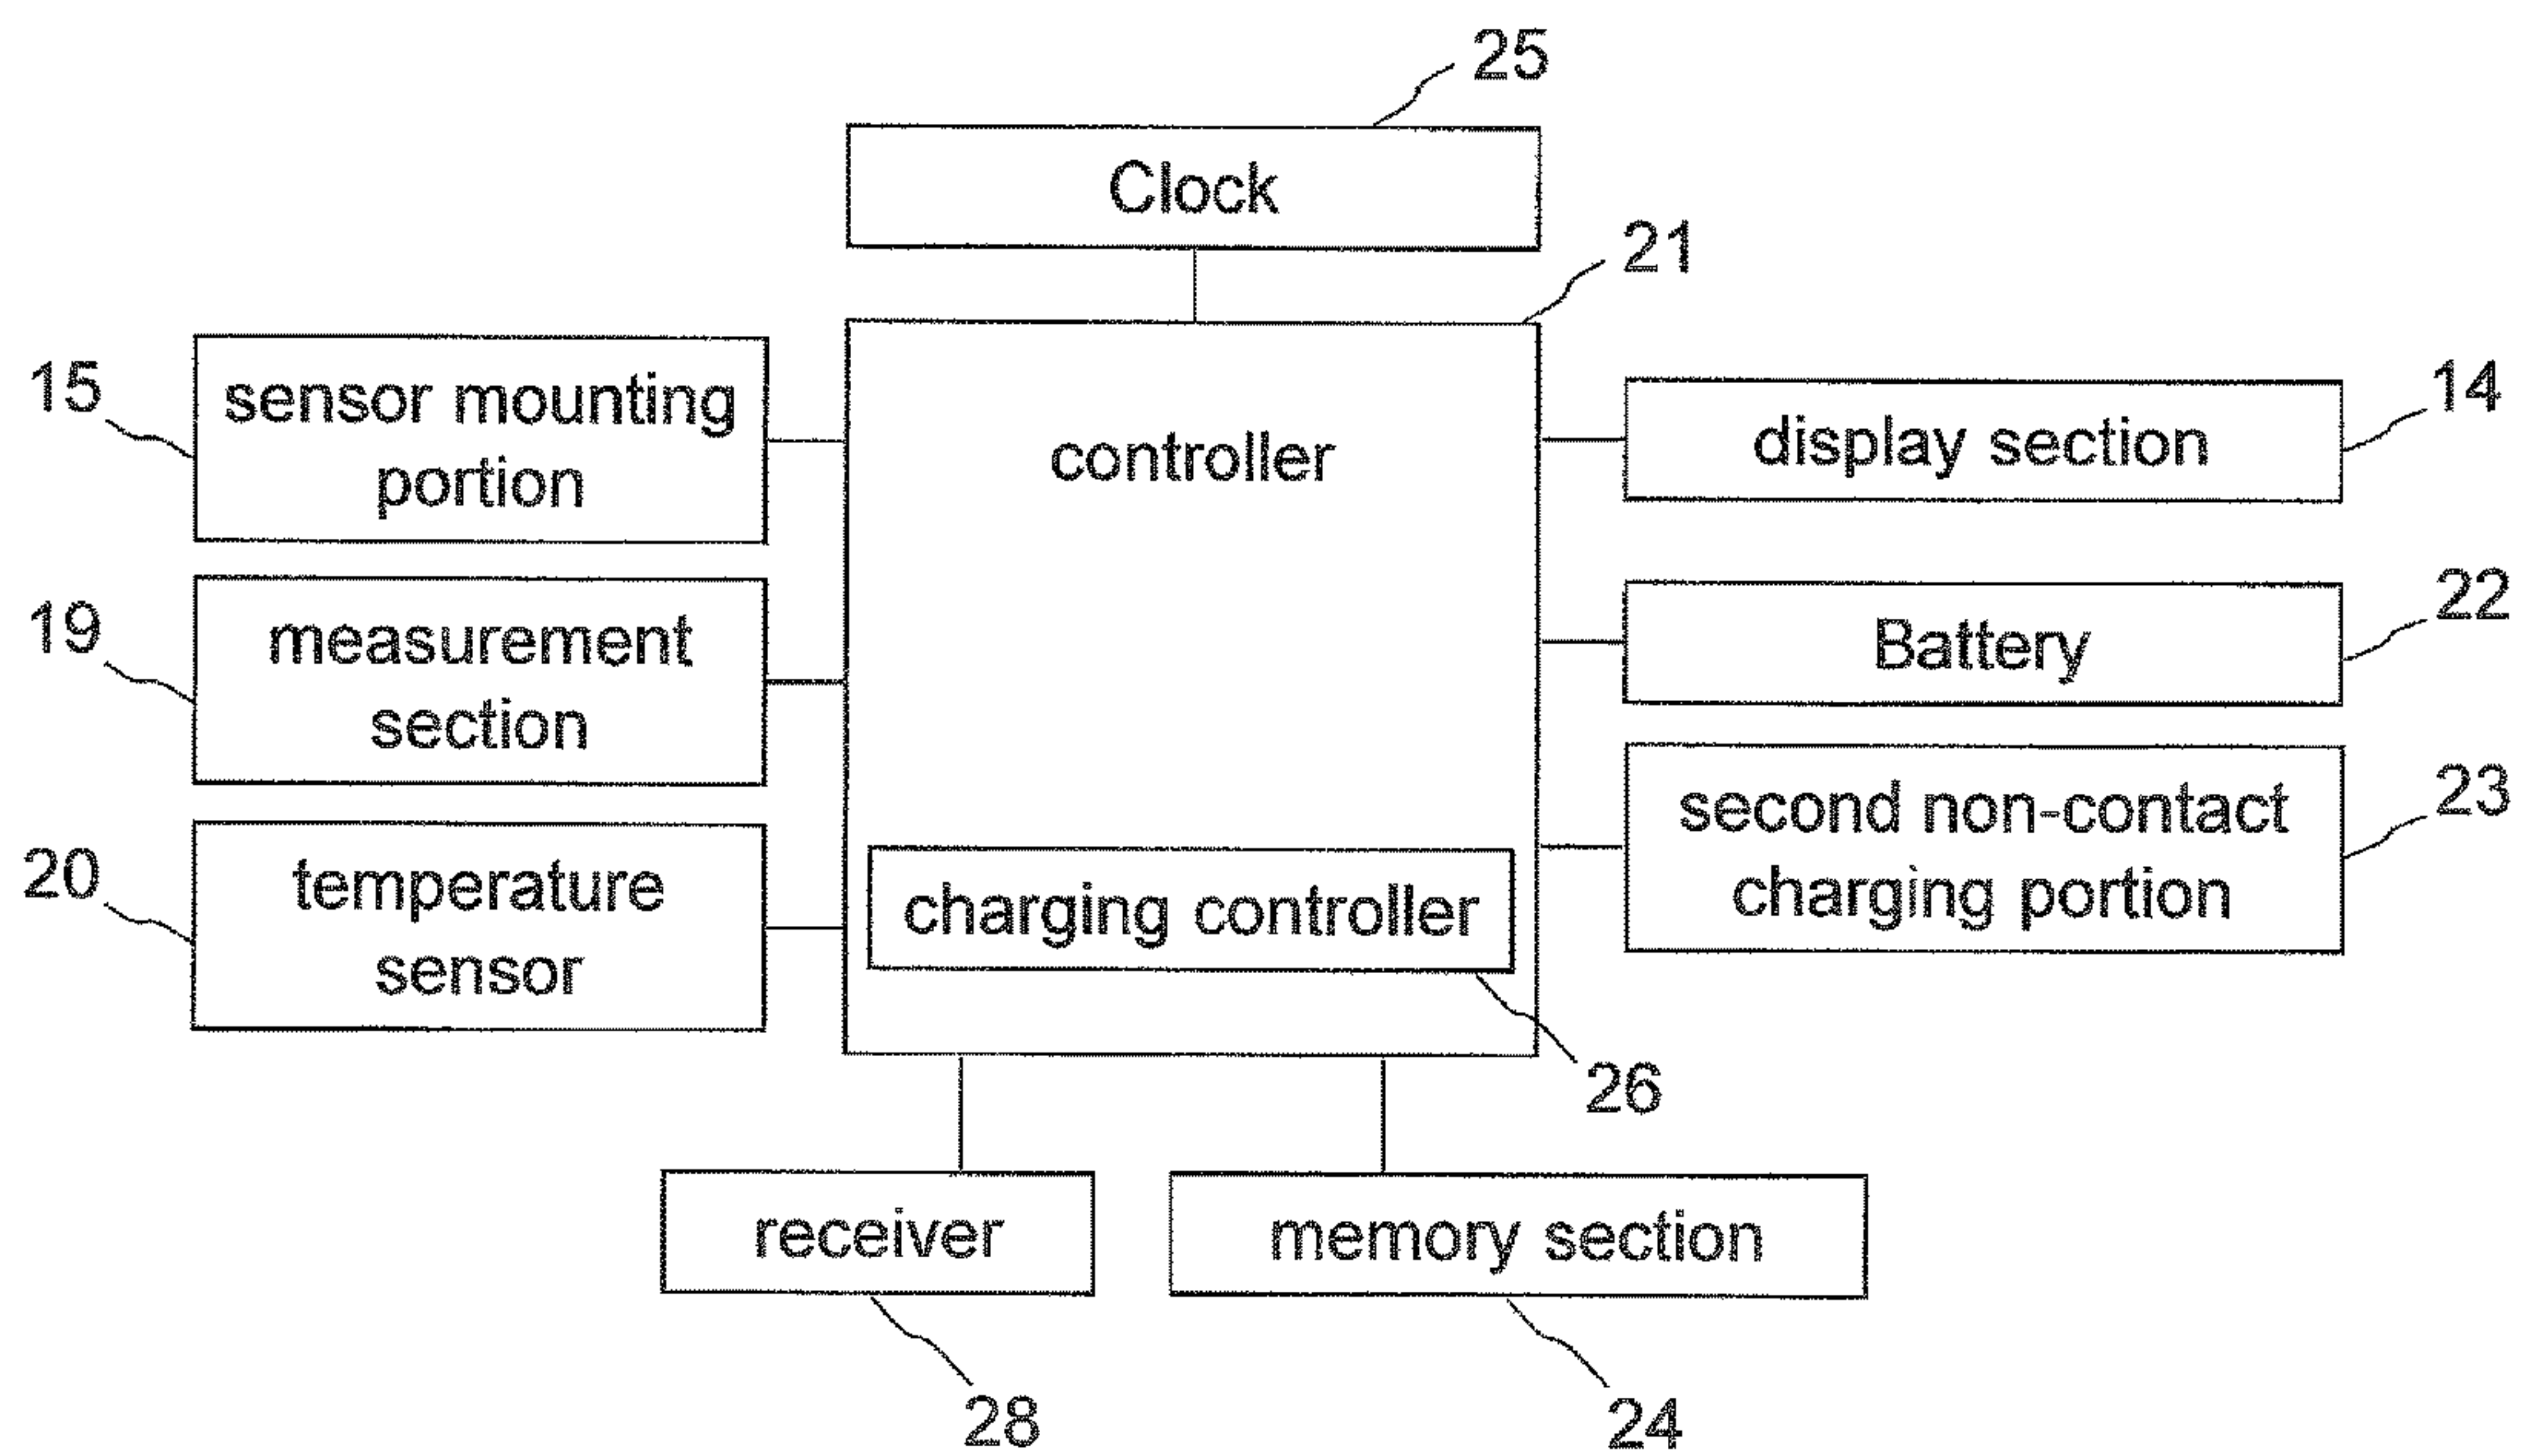 25
Clock
21
15
sensor mounting
portion
controller
display section
14
19
measurement
section
Battery
22
20
temperature
sensor
charging controller
26
second non-contact
charging portion
23
receiver
28
memory section
24